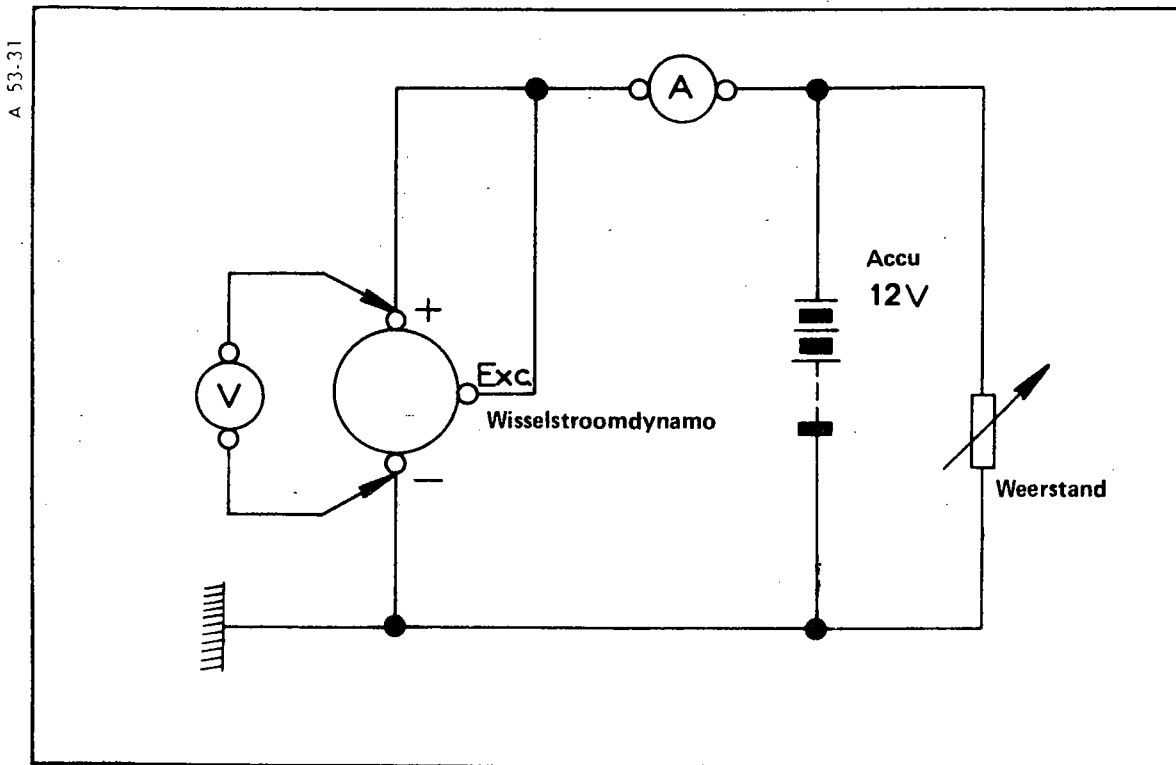 A 53-31
A
Accu
12V
+
Exc.
V
Wisselstroomdynamo
−
Weerstand